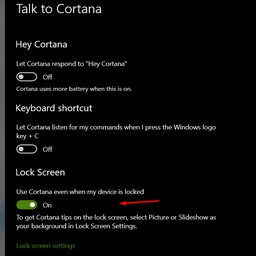 Talk to Cortana
Hey Cortana
Let Cortana respond to "Hey Cortana"
Off
Cortana uses more battery when this is on.
Keyboard shortcut
Let Cortana listen for my commands when I press the Windows logo
key + C
Off
Lock Screen
Use Cortana even when my device is locked
On
To get Cortana tips on the lock screen, select Picture or Slideshow as
your background in Lock Screen Settings.
Lock screen settings